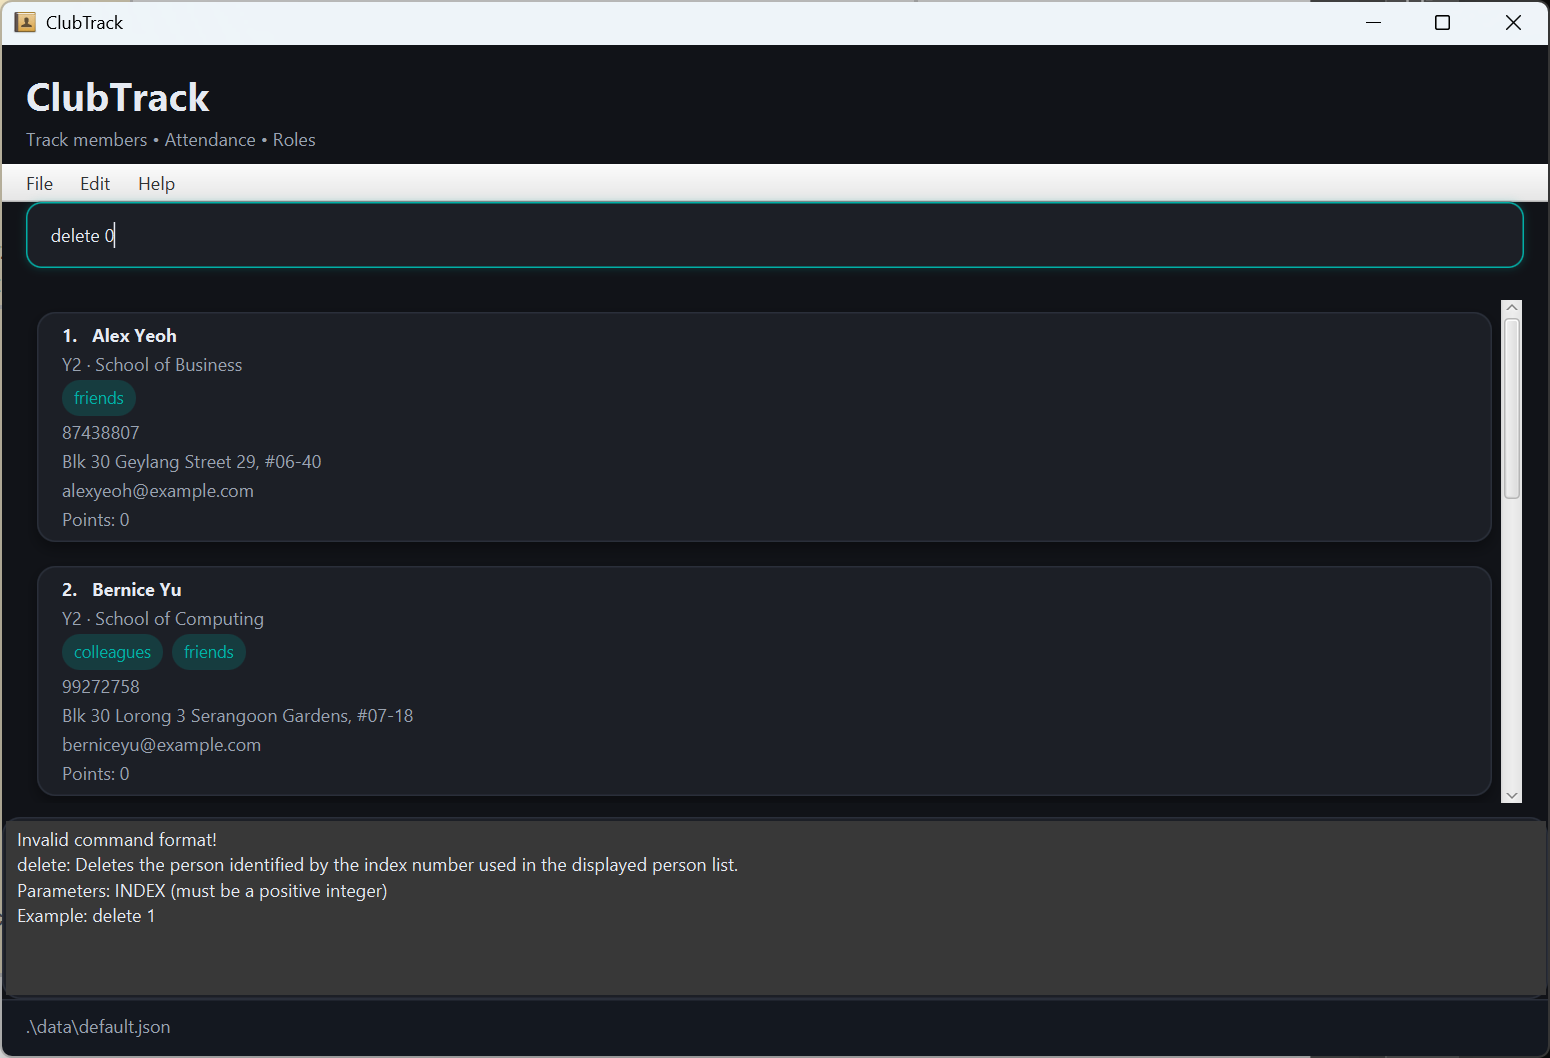 ClubTrack
ClubTrack
Track members • Attendance • Roles
File Edit Help
delete 0
1. Alex Yeoh
Y2 · School of Business
friends
87438807
Blk 30 Geylang Street 29, #06-40
alexyeoh@example.com
Points: 0
2. Bernice Yu
Y2 · School of Computing
colleagues friends
99272758
Blk 30 Lorong 3 Serangoon Gardens, #07-18
berniceyu@example.com
Points: 0
Invalid command format!
delete: Deletes the person identified by the index number used in the displayed person list.
Parameters: INDEX (must be a positive integer)
Example: delete 1
.\data\default.json